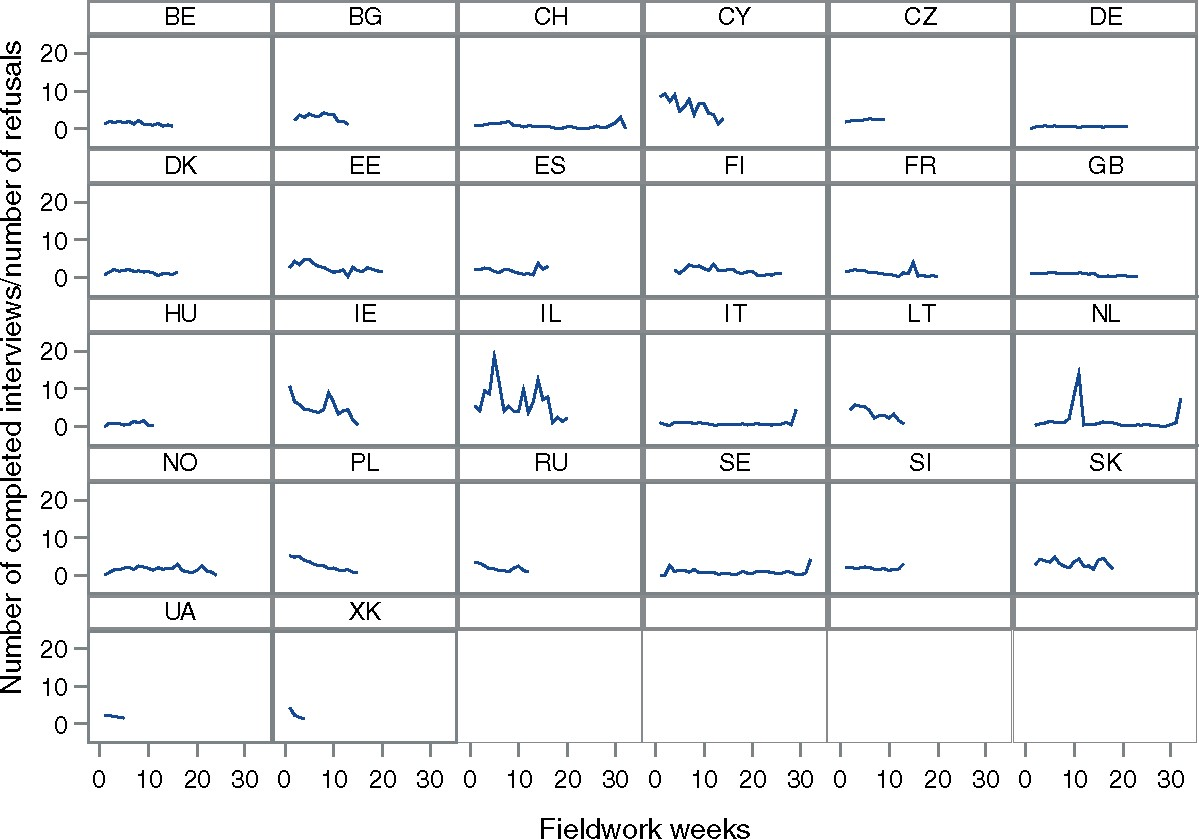 Number of completed interviews/number of refusals
BE BG CH CY CZ DE
20
10
0
DK EE ES FI FR GB
20
10
0
HU IE IL IT LT NL
20
10
0
NO PL RU SE SI SK
20
10
0
UA XK
20
10
0
0 10 20 30 0 10 20 30 0 10 20 30 0 10 20 30 0 10 20 30 0 10 20 30
Fieldwork weeks